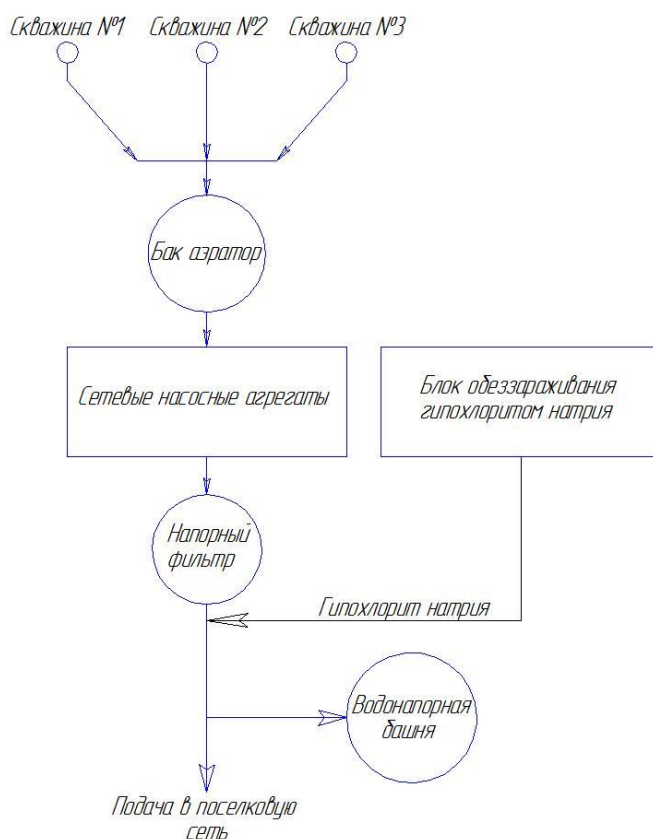 Скважина №1
Скважина №2
Скважина №3
Бак аэратор
Сетевые насосные агрегаты
Блок обеззараживания
гипохлоритом натрия
Напорный
фильтр
Гипохлорит натрия
Водонапорная
башня
Подача в поселковую
сеть